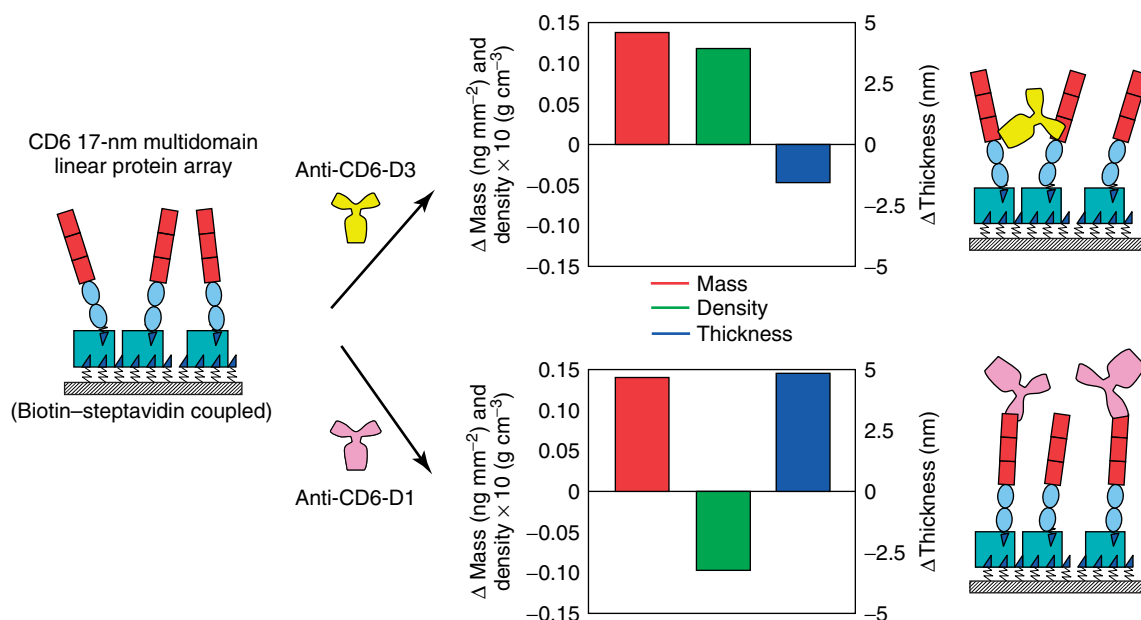 CD6 17-nm multidomain
linear protein array
(Biotin–steptavidin coupled)
Anti-CD6-D3
Anti-CD6-D1
Δ Mass (ng mm⁻²) and
density × 10 (g cm⁻³)
0.15
0.10
0.05
0
−0.05
−0.10
−0.15
5
2.5
0
−2.5
−5
Δ Thickness (nm)
Mass
Density
Thickness
Δ Mass (ng mm⁻²) and
density × 10 (g cm⁻³)
0.15
0.10
0.05
0
−0.05
−0.10
−0.15
5
2.5
0
−2.5
−5
ΔThickness (nm)